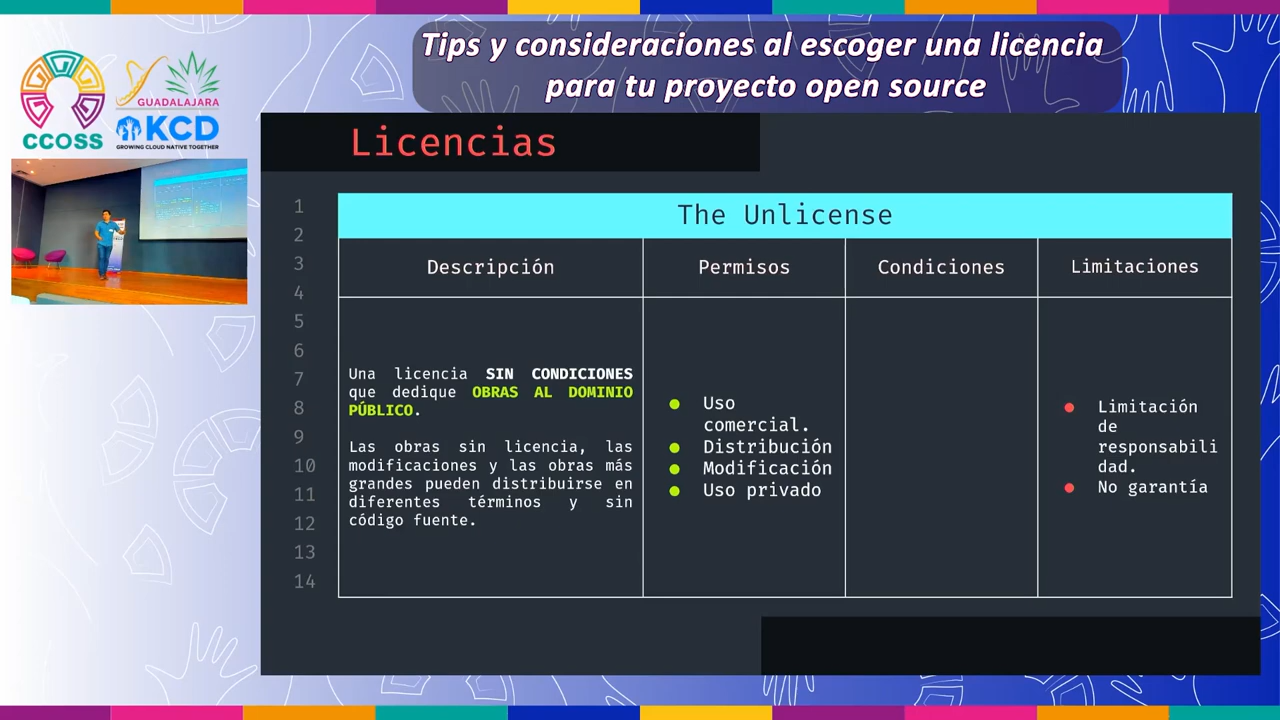 Tips y consideraciones al escoger una licencia
para tu proyecto open source
CCOSS
GUADALAJARA
KCD
GROWING CLOUD NATIVE TOGETHER
Licencias
1
2
3
4
5
6
7
8
9
10
11
12
13
14
The Unlicense
Descripción
Permisos
Condiciones
Limitaciones
Una licencia SIN CONDICIONES
que dedique OBRAS AL DOMINIO
PÚBLICO.
Las obras sin licencia, las
modificaciones y las obras más
grandes pueden distribuirse en
diferentes términos y sin
código fuente.
Uso
comercial.
Distribución
Modificación
Uso privado
Limitación
de
responsabili
dad.
No garantía